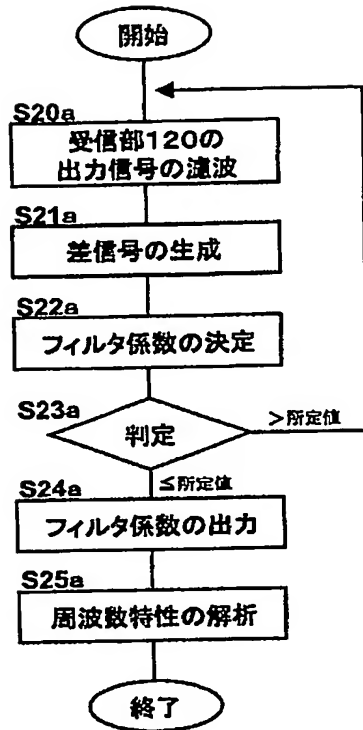 開始
S20a
受信部120の
出力信号の濾波
S21a
差信号の生成
S22a
フィルタ係数の決定
S23a
判定
>所定値
≦所定値
S24a
フィルタ係数の出力
S25a
周波数特性の解析
終了